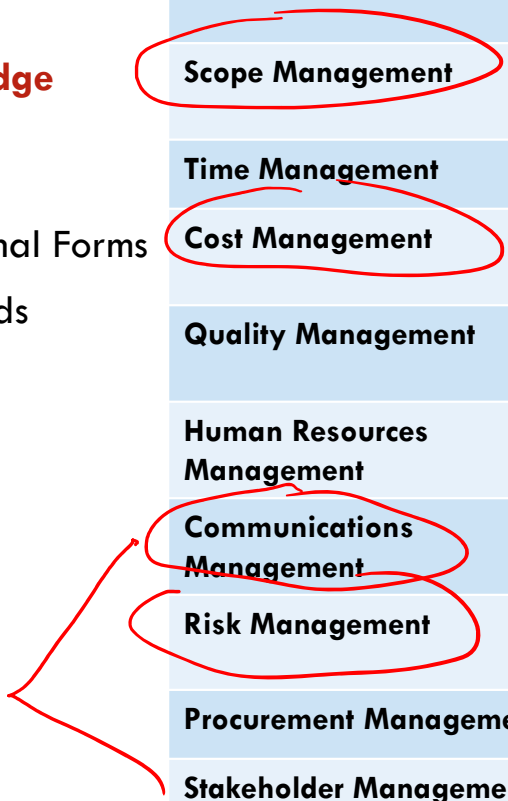 dge
nal Forms
ds
Scope Management
Time Management
Cost Management
Quality Management
Human Resources
Management
Communications
Management
Risk Management
Procurement Manageme
Stakeholder Manageme